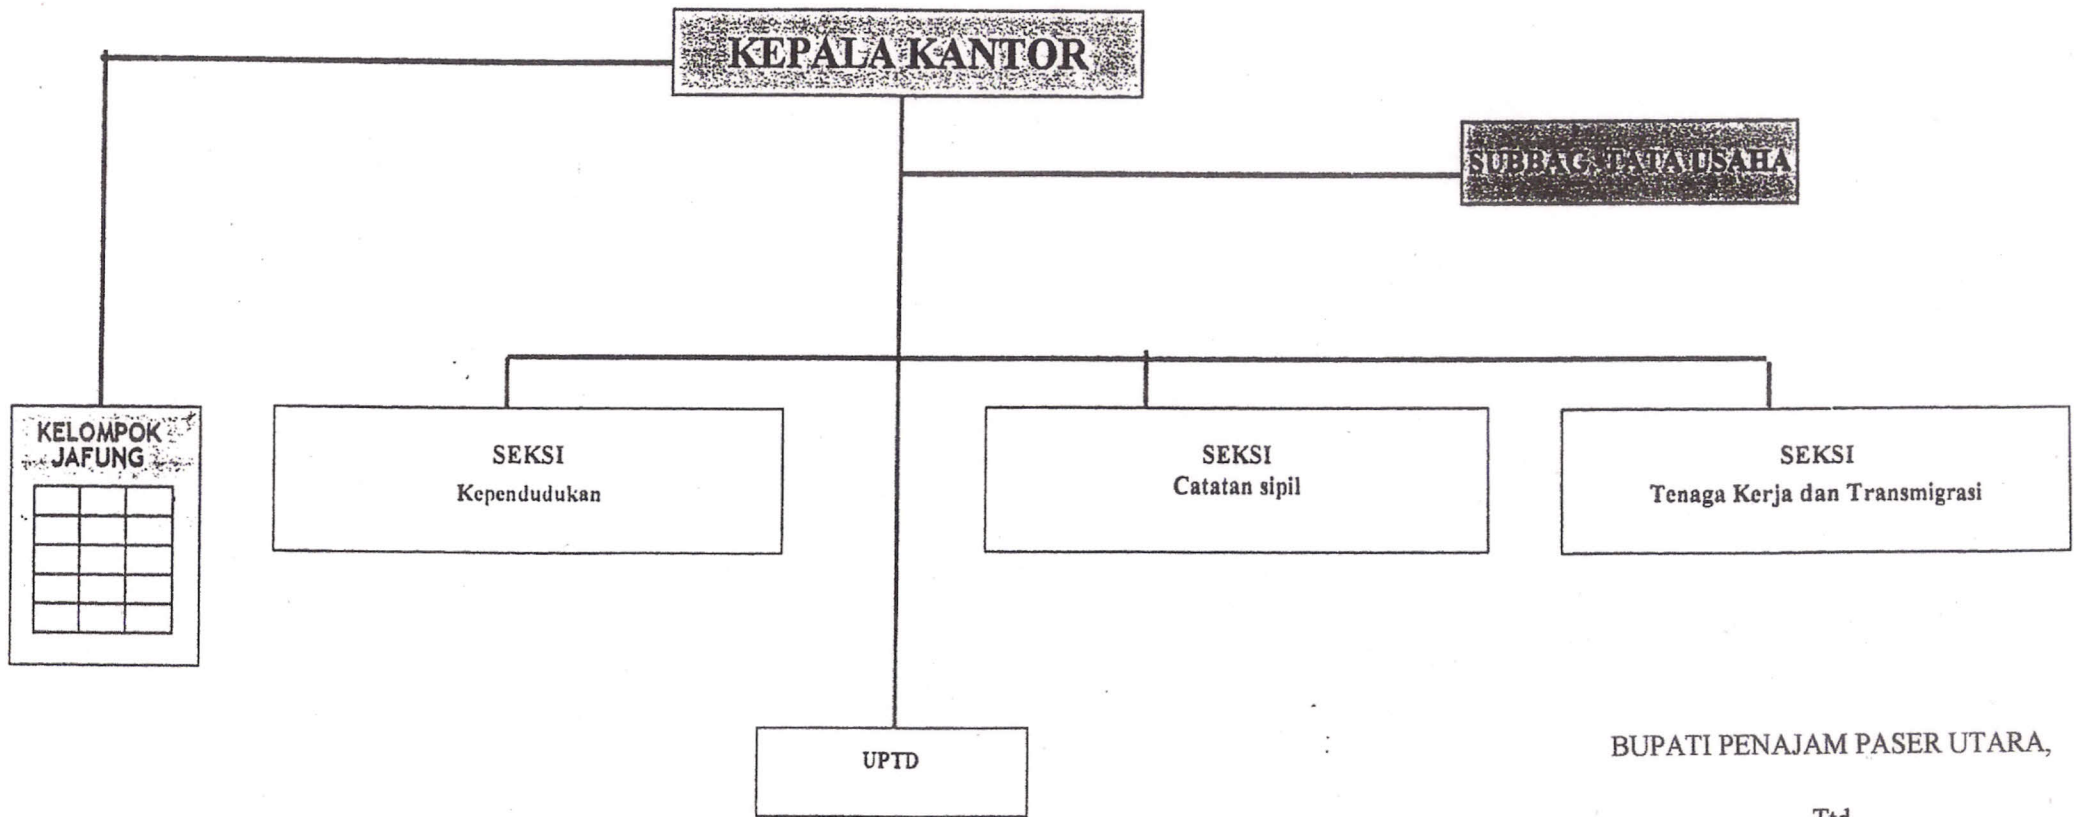 KEPALA KANTOR
SUBBAG. TATA USAHA
KELOMPOK
JAFUNG
SEKSI
Kependudukan
SEKSI
Catatan sipil
SEKSI
Tenaga Kerja dan Transmigrasi
UPTD
BUPATI PENAJAM PASER UTARA,
Ttd